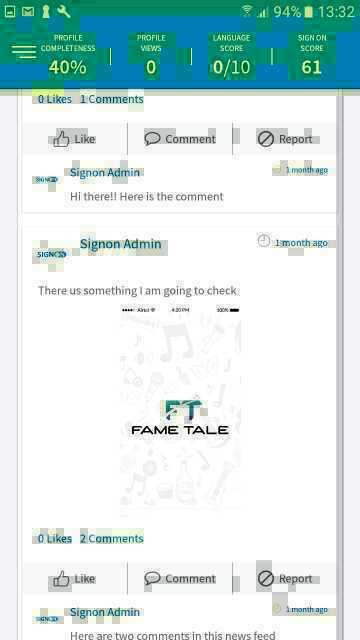 94% 13:32
PROFILE COMPLETENESS 40%
PROFILE VIEWS 0
LANGUAGE SCORE 0/10
SIGN ON SCORE 61
0 Likes 1 Comments
Like Comment Report
Signon Admin 1 month ago
SIGNON
Hi there!! Here is the comment
Signon Admin 1 month ago
SIGNON
There us something I am going to check
Airtel 4:20 PM 100%
FT
FAME TALE
0 Likes 2 Comments
Like Comment Report
Signon Admin 1 month ago
SIGNON
Here are two comments in this news feed